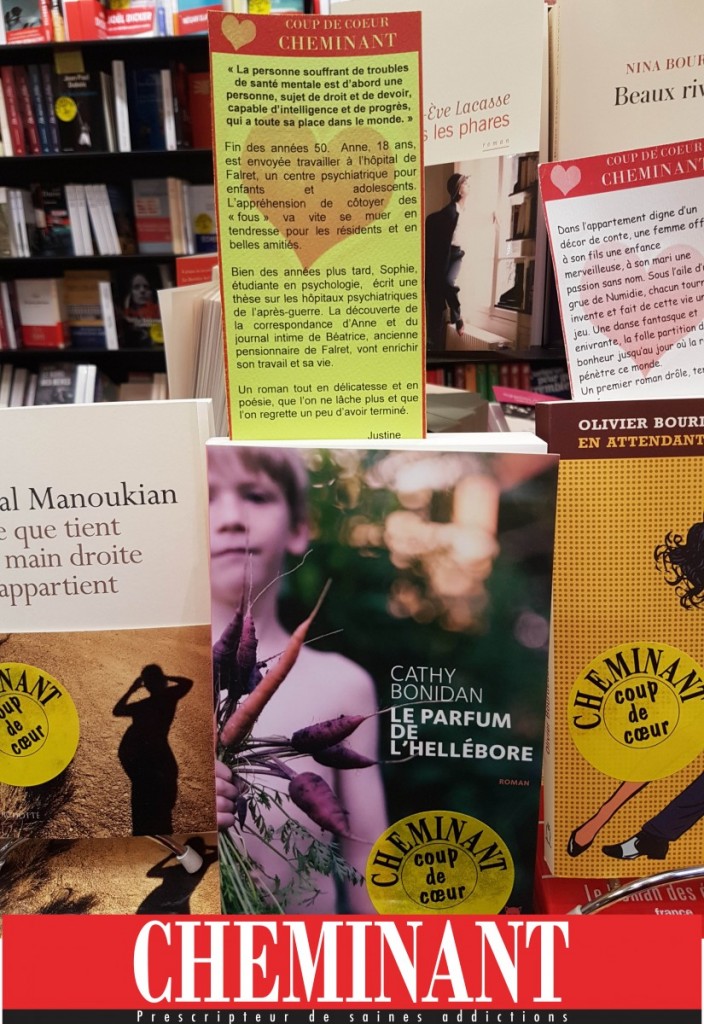 COUP DE COEUR
CHEMINANT
« La personne souffrant de troubles
de santé mentale est d'abord une
personne, sujet de droit et de devoir,
capable d'intelligence et de progrès,
qui a toute sa place dans le monde. »
Fin des années 50. Anne, 18 ans,
est envoyée travailler à l'hôpital de
Falret, un centre psychiatrique pour
enfants et adolescents.
L'appréhension de côtoyer des
« fous » va vite se muer en
tendresse pour les résidents et en
belles amitiés.
Bien des années plus tard, Sophie,
étudiante en psychologie, écrit une
thèse sur les hôpitaux psychiatriques
de l'après-guerre. La découverte de
la correspondance d'Anne et du
journal intime de Béatrice, ancienne
pensionnaire de Falret, vont enrichir
son travail et sa vie.
Un roman tout en délicatesse et en
poésie, que l'on ne lâche plus et que
l'on regrette un peu d'avoir terminé.
Justine
-Ève Lacasse
s les phares
roman
NINA BOUR
Beaux riv
COUP DE COEUR
CHEMINANT
Dans l'appartement digne d'un
décor de conte, une femme off
à son fils une enfance
merveilleuse, à son mari une
passion sans nom. Sous l'aile d'u
grue de Numidie, chacun tour
invente et fait de cette vie un
jeu. Une danse fantasque et
enivrante, la folle partition d
bonheur jusqu'au jour où la r
pénètre ce monde.
Un premier roman drôle, ten
al Manoukian
e que tient
main droite
appartient
NANT
oup
de
cœur
CATHY
BONIDAN
LE PARFUM
DE
L'HELLÉBORE
ROMAN
CHEMINANT
coup
de
cœur
OLIVIER BOUR
EN ATTENDANT
CHEMINANT
coup
de
cœur
CHEMINANT
Prescripteur de saines addictions